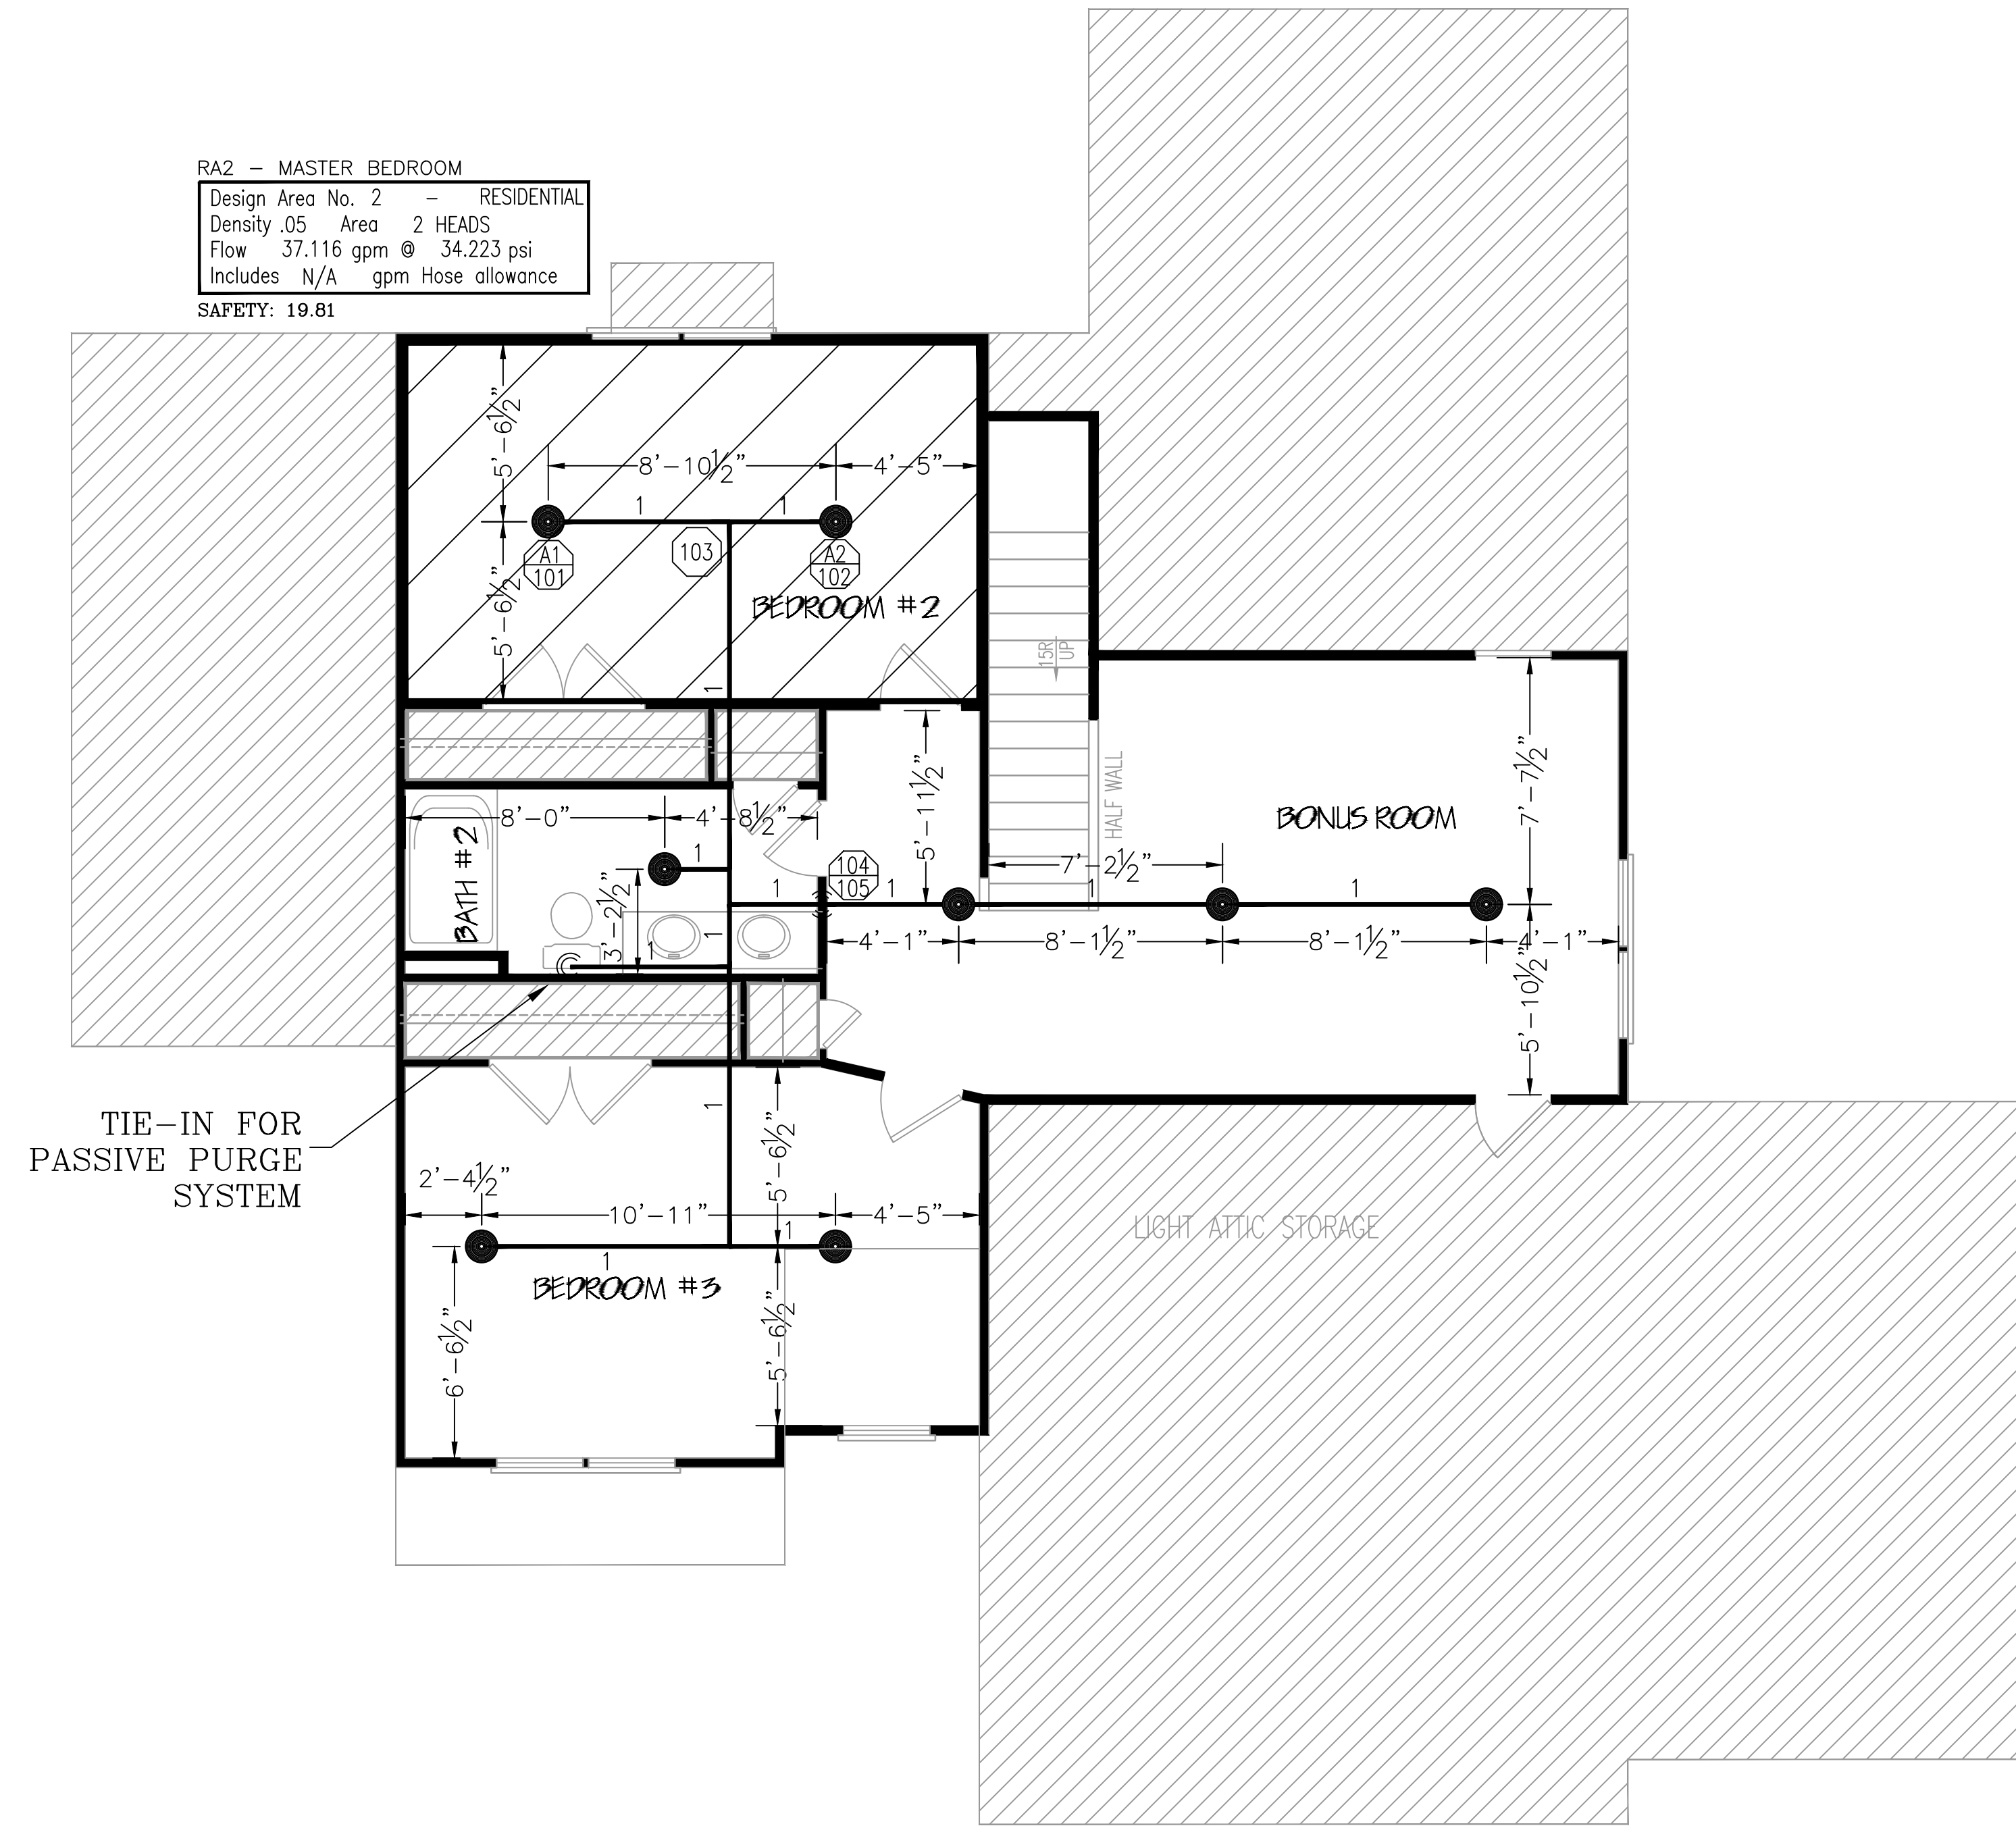 RA2 - MASTER BEDROOM
Design Area No. 2 - RESIDENTIAL
Density .05 Area 2 HEADS
Flow 37.116 gpm @ 34.223 psi
Includes N/A gpm Hose allowance
SAFETY: 19.81
5'-6½"
8'-10½"
4'-5"
1
1
A1
101
103
A2
102
5'-6½"
BEDROOM #2
1
15R
UP
HALF WALL
5'-11½"
7'-7½"
BONUS ROOM
8'-0"
4'-8½"
BATH #2
1
104
105
7'-2½"
1
1
1
1
3'-2½"
1
1
4'-1"
8'-1½"
8'-1½"
4'-1"
5'-10½"
TIE-IN FOR
PASSIVE PURGE
SYSTEM
1
5'-6½"
2'-4½"
10'-11"
4'-5"
1
1
BEDROOM #3
6'-6½"
5'-6½"
LIGHT ATTIC STORAGE